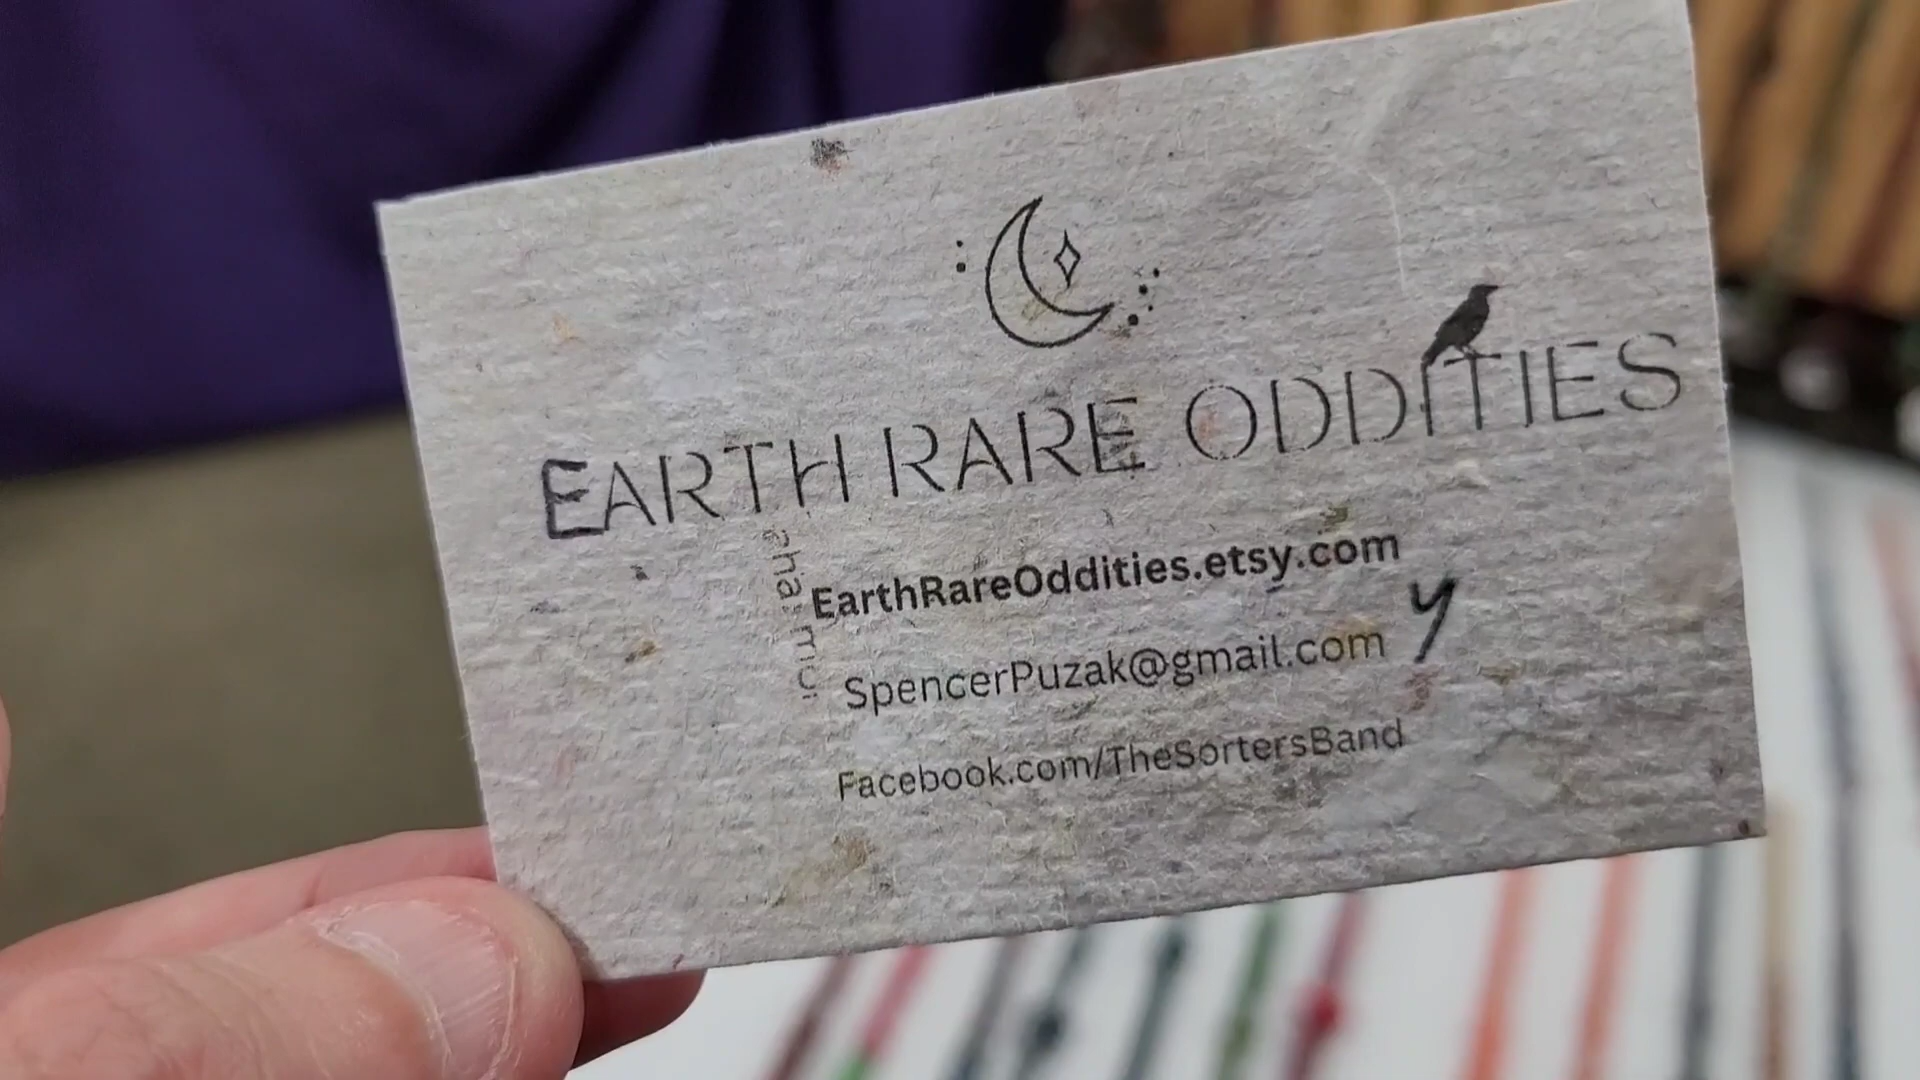 EARTH RARE ODDITIES
EarthRareOddities.etsy.com
SpencerPuzak@gmail.com y
Facebook.com/TheSortersBand